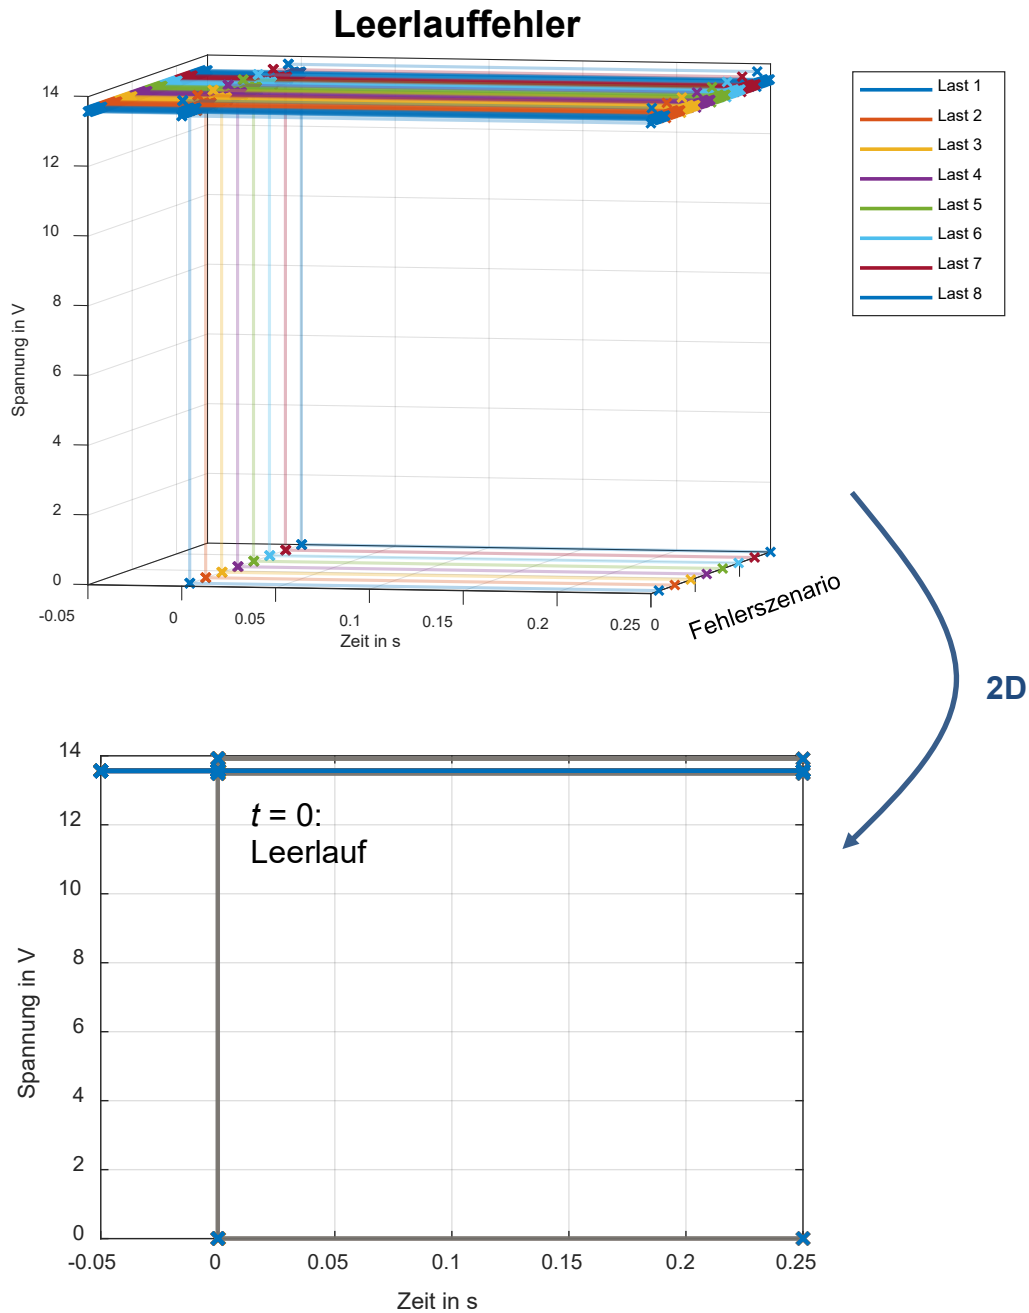 Leerlauffehler
14
12
10
8
6
4
2
0
Spannung in V
-0.05
0
0.05
0.1
0.15
0.2
0.25
0
Zeit in s
Fehlerszenario
Last 1
Last 2
Last 3
Last 4
Last 5
Last 6
Last 7
Last 8
2D
14
12
10
8
6
4
2
0
Spannung in V
t = 0:
Leerlauf
-0.05
0
0.05
0.1
0.15
0.2
0.25
Zeit in s